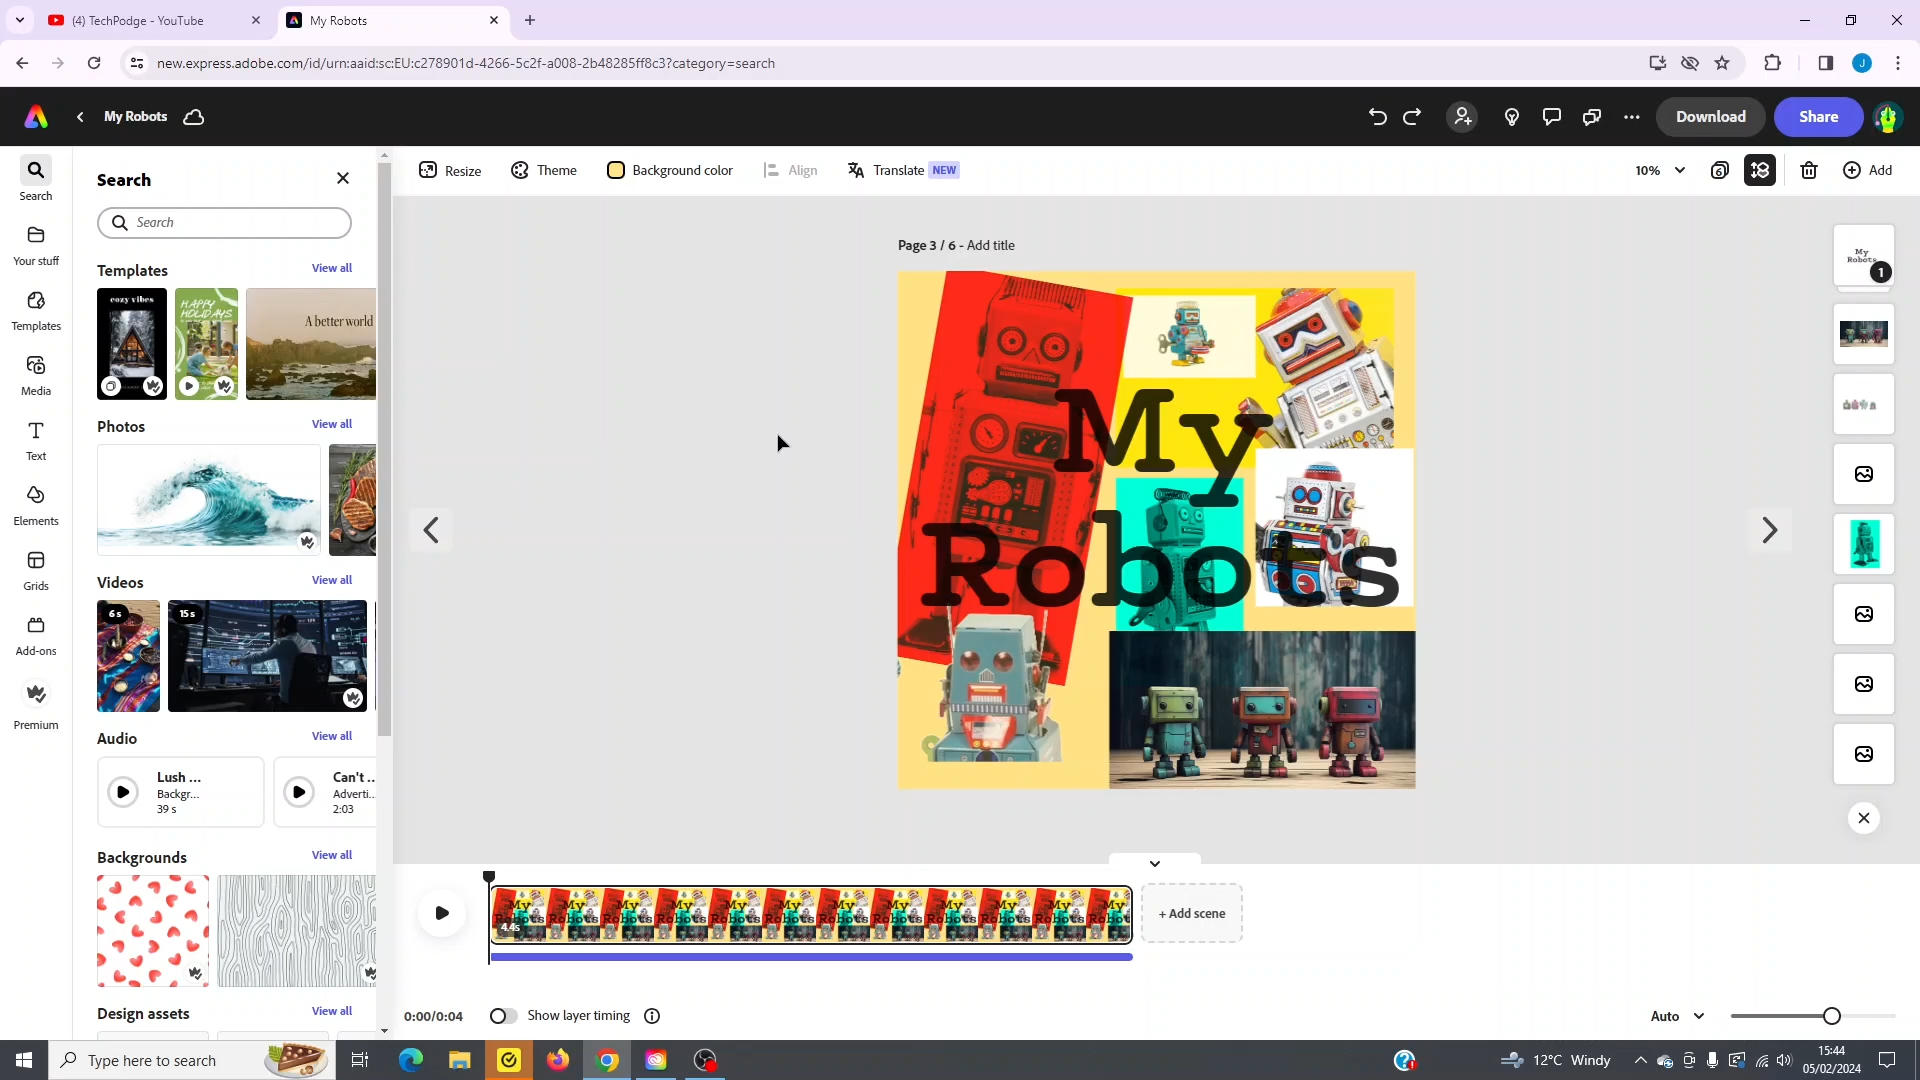 (4) TechPodge - YouTube
My Robots
new.express.adobe.com/id/urn:aaid:sc:EU:c278901d-4266-5c2f-a008-2b48285ff8c3?category=search
J
My Robots
Download
Share
Search
Your stuff
Templates
Media
Text
Elements
Grids
Add-ons
Premium
Search
Search
Templates
View all
cozy vibes
HAPPY
HOLIDAYS
A better world
Photos
View all
Videos
View all
6 s
15 s
Audio
View all
Lush ...
Backgr...
39 s
Can't ...
Adverti...
2:03
Backgrounds
View all
Design assets
View all
Resize
Theme
Background color
Align
Translate NEW
10%
6
Add
Page 3 / 6 - Add title
My
Robots
My
Robots
1
4.4s
+ Add scene
0:00/0:04
Show layer timing
Auto
Type here to search
12°C Windy
15:44
05/02/2024